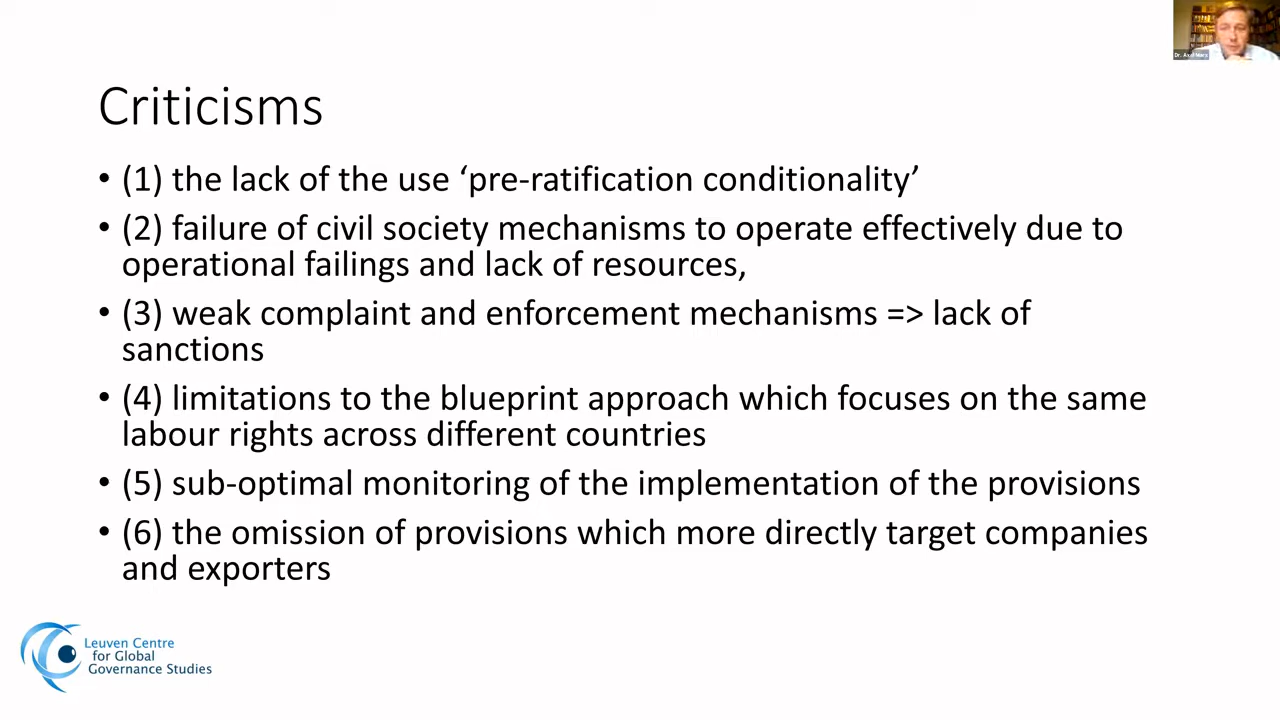 Criticisms
• (1) the lack of the use ‘pre-ratification conditionality’
• (2) failure of civil society mechanisms to operate effectively due to
operational failings and lack of resources,
• (3) weak complaint and enforcement mechanisms => lack of
sanctions
• (4) limitations to the blueprint approach which focuses on the same
labour rights across different countries
• (5) sub-optimal monitoring of the implementation of the provisions
• (6) the omission of provisions which more directly target companies
and exporters
Leuven Centre
for Global
Governance Studies
Dr.